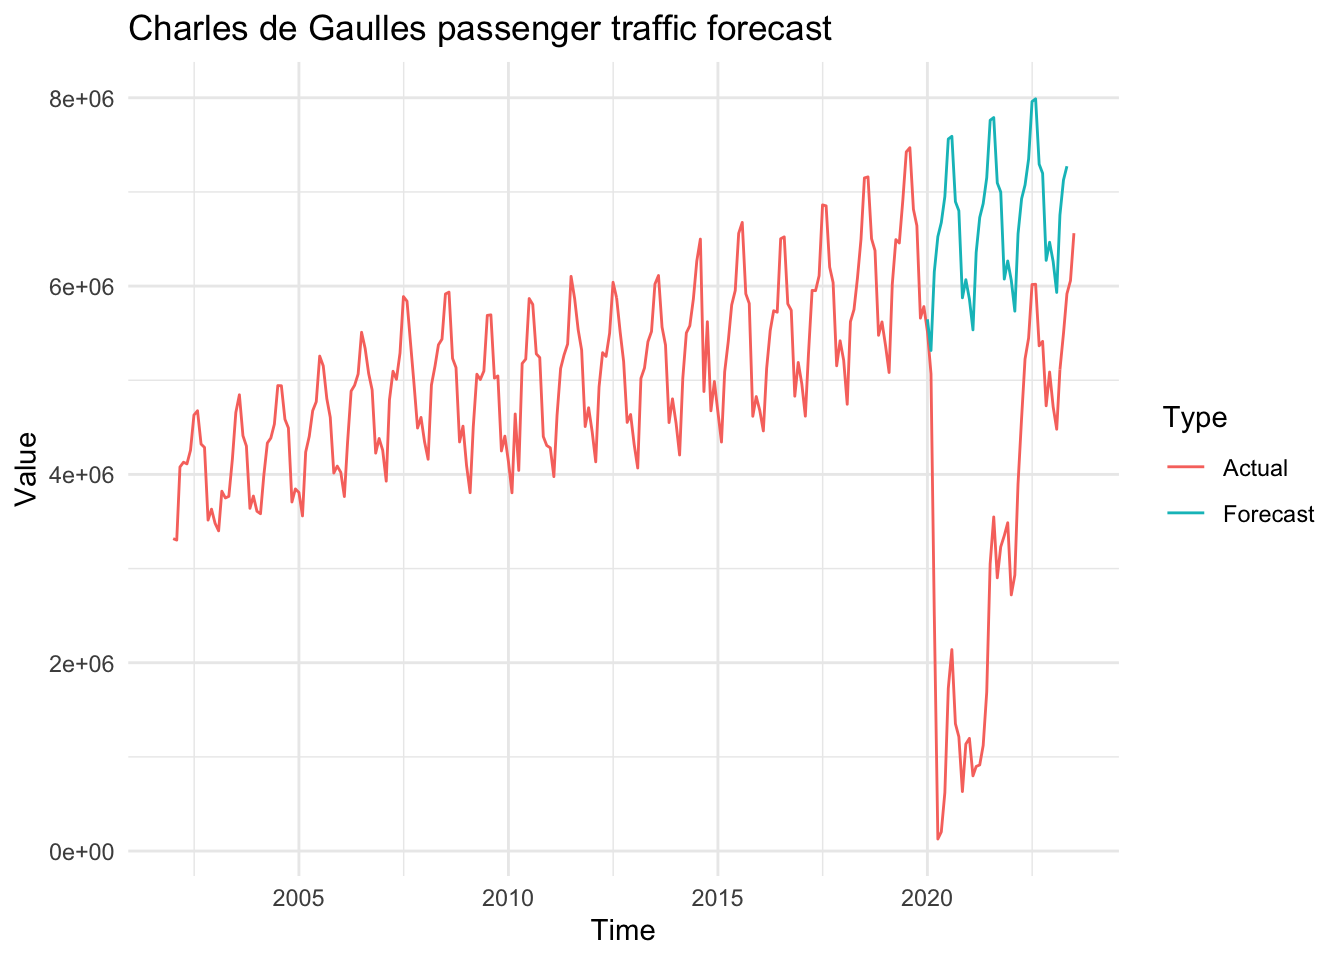 Charles de Gaulles passenger traffic forecast
8e+06
6e+06
4e+06
2e+06
0e+00
Value
2005
2010
2015
2020
Time
Type
Actual
Forecast